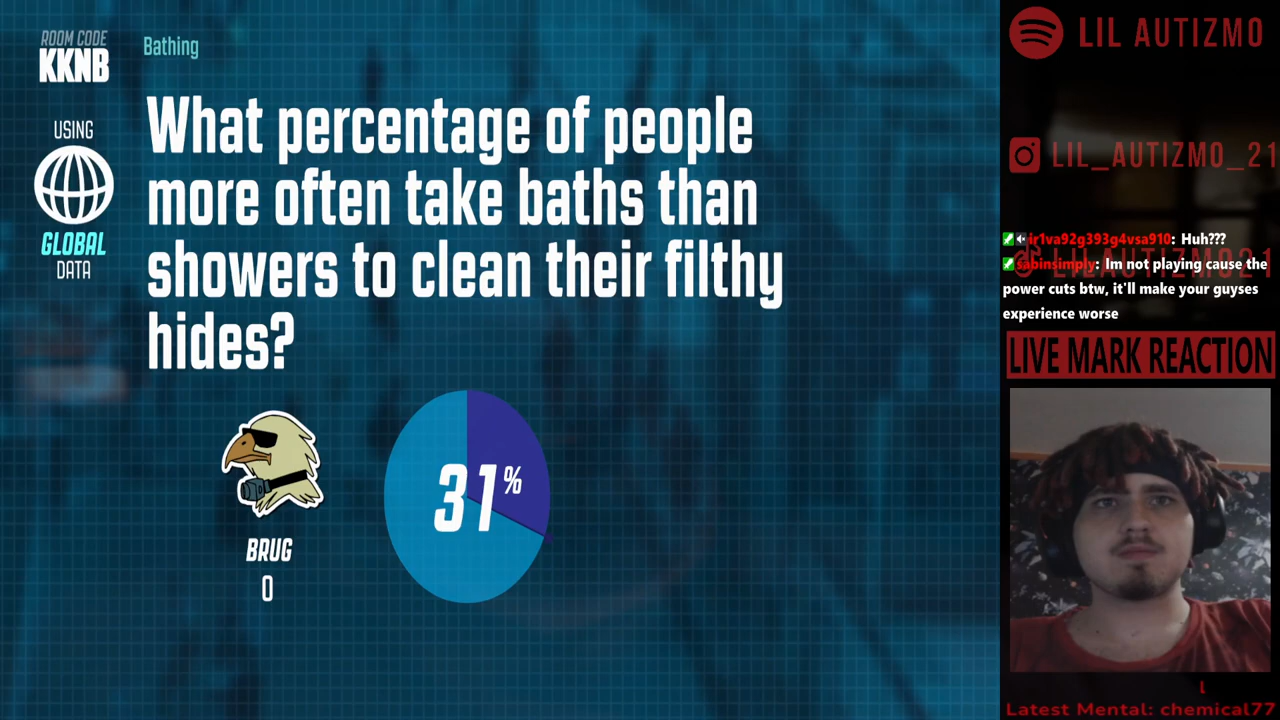 ROOM CODE
KKNB
USING
GLOBAL
DATA
Bathing
What percentage of people
more often take baths than
showers to clean their filthy
hides?
31%
BRUG
0
LIL AUTIZMO
LIL_AUTIZMO_21
ir1va92g393g4vsa910: Huh???
sabinsimply: Im not playing cause the
power cuts btw, it'll make your guyses
experience worse
LIVE MARK REACTION
Latest Mental: chemical77